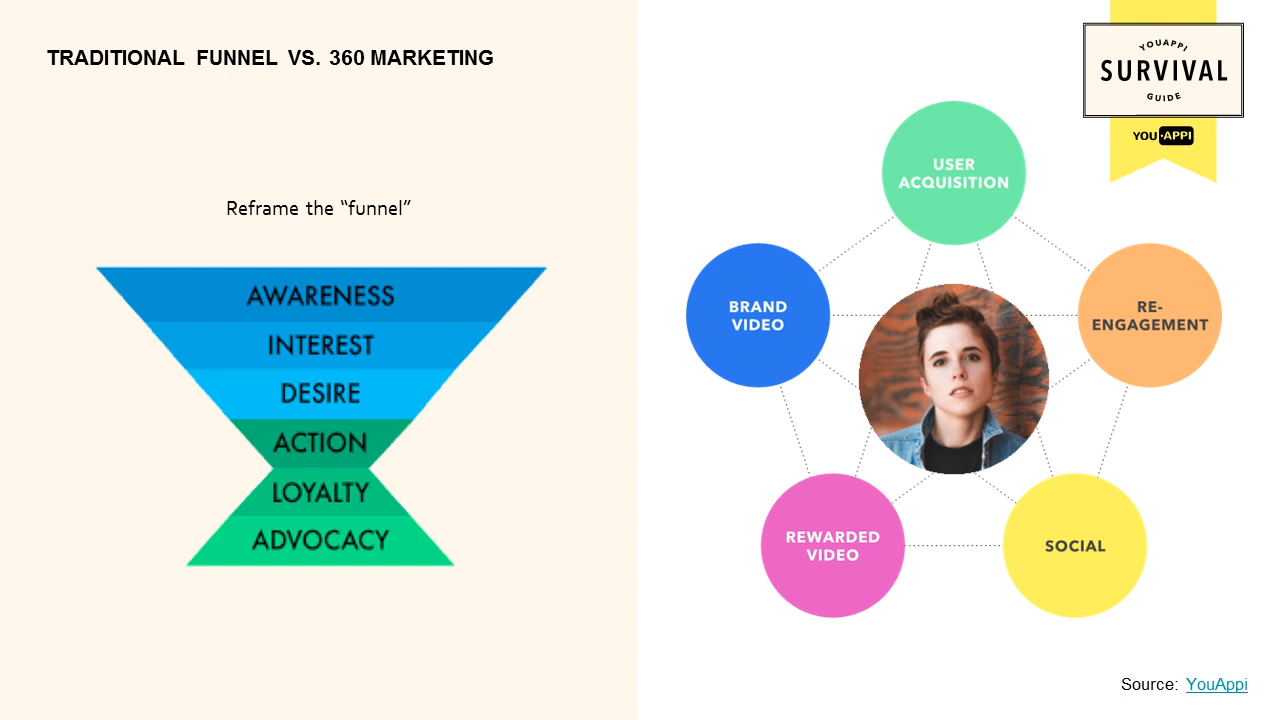 TRADITIONAL FUNNEL VS. 360 MARKETING
Reframe the “funnel”
AWARENESS
INTEREST
DESIRE
ACTION
LOYALTY
ADVOCACY
YOUAPPI
SURVIVAL
GUIDE
YOU•APPI
USER
ACQUISITION
BRAND
VIDEO
RE-
ENGAGEMENT
REWARDED
VIDEO
SOCIAL
Source: YouAppi